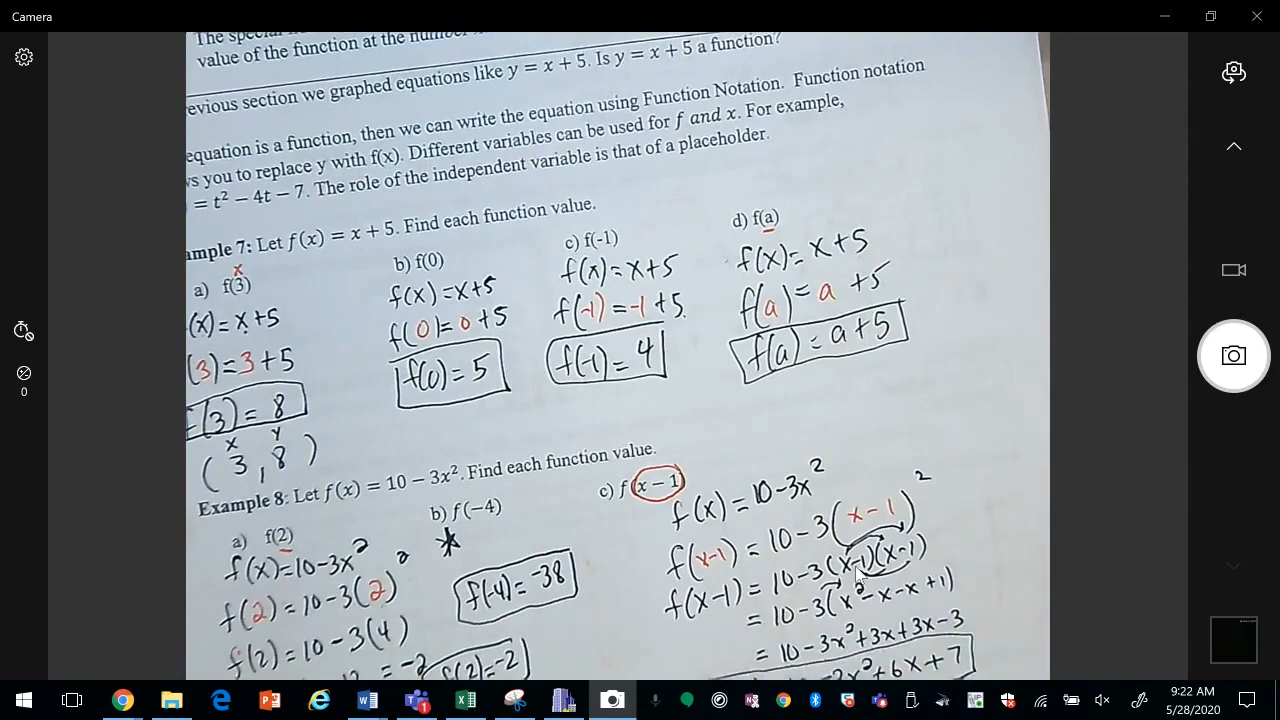 Camera
The special
value of the function at the number
evious section we graphed equations like y = x + 5. Is y = x + 5 a function?
equation is a function, then we can write the equation using Function Notation. Function notation
ws you to replace y with f(x). Different variables can be used for f and x. For example,
= t² − 4t − 7. The role of the independent variable is that of a placeholder.
ample 7: Let f(x) = x + 5. Find each function value.
x
a) f(3)
(x) = x + 5
(3) = 3 + 5
f(3) = 8
x y
(3, 8)
b) f(0)
f(x) = x + 5
f(0) = 0 + 5
f(0) = 5
c) f(-1)
f(x) = x + 5
f(-1) = -1 + 5
f(-1) = 4
d) f(a)
f(x) = x + 5
f(a) = a + 5
f(a) = a + 5
Example 8: Let f(x) = 10 − 3x². Find each function value.
a) f(2)
f(x) = 10 - 3x²
f(2) = 10 - 3(2)²
f(2) = 10 - 3(4)
= -2
f(2) = -2
b) f(−4)
*
f(-4) = -38
c) f(x − 1)
f(x) = 10 - 3x²
f(x-1) = 10 - 3(x-1)²
f(x-1) = 10 - 3(x-1)(x-1)
= 10 - 3(x² - x - x + 1)
= 10 - 3x² + 3x + 3x - 3
x² + 6x + 7
0
9:22 AM
5/28/2020